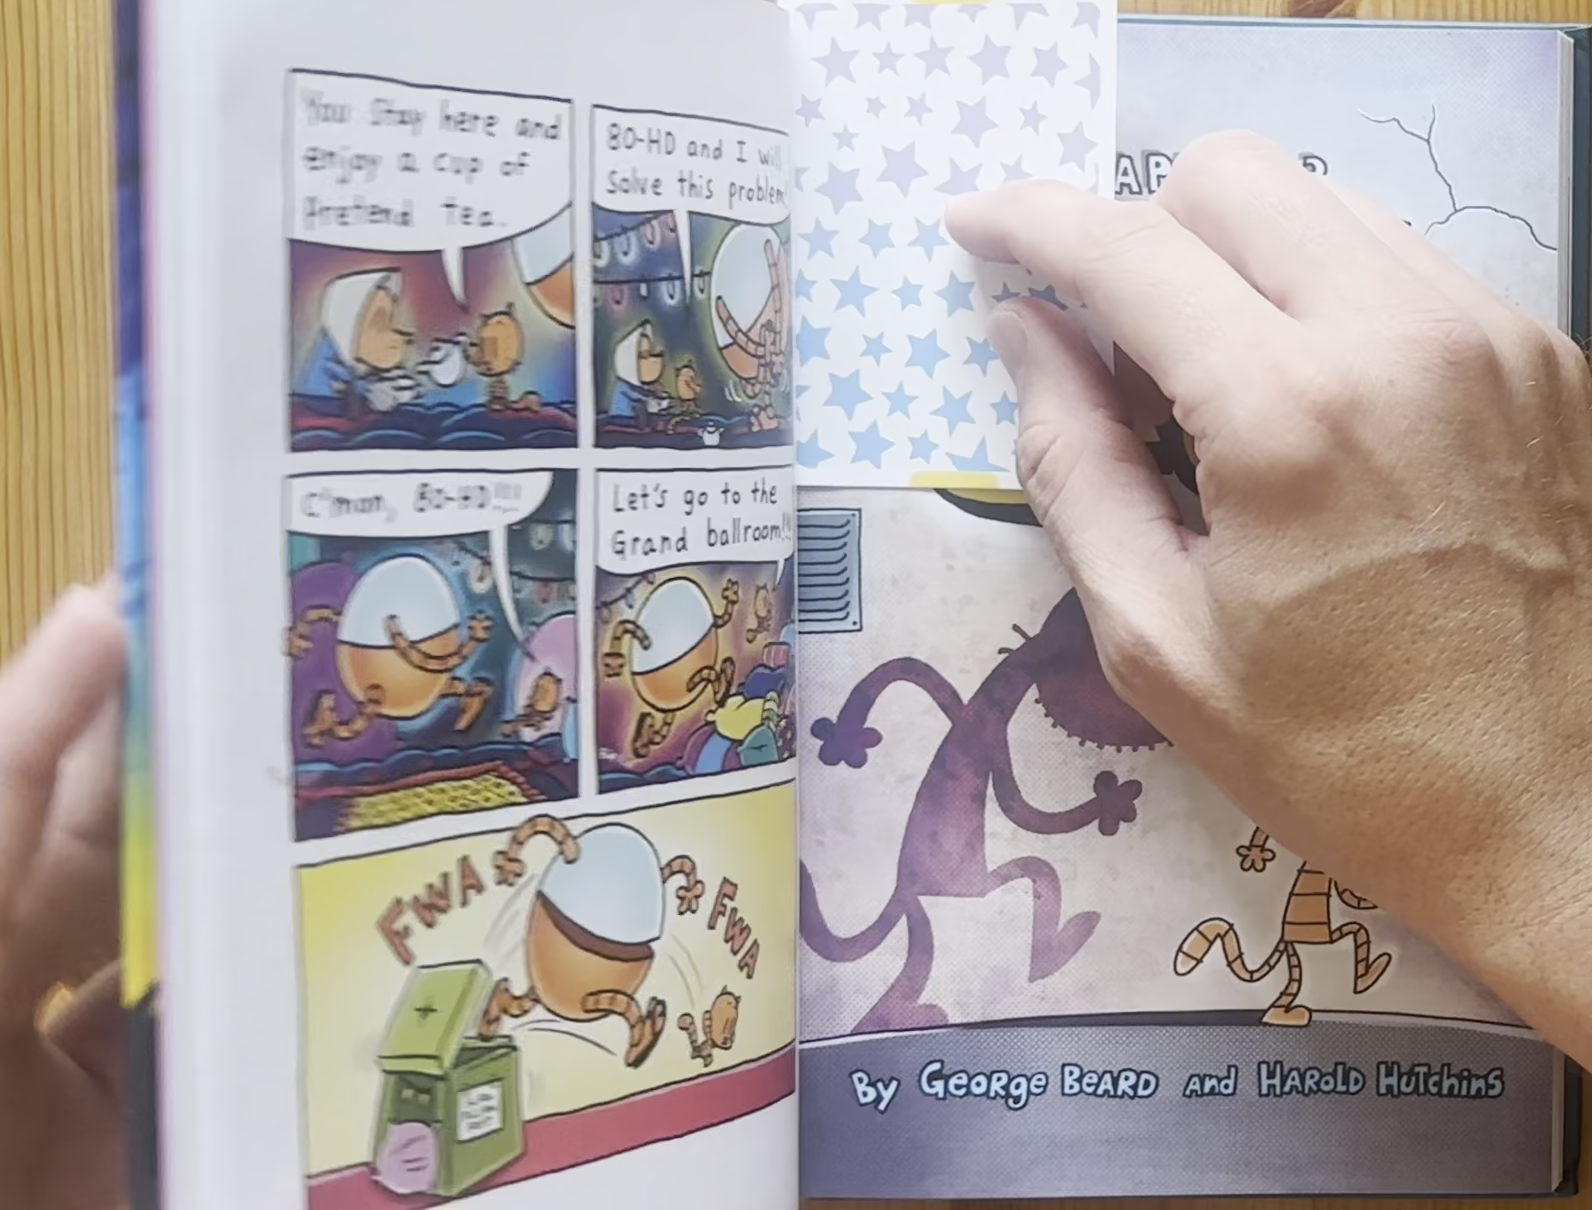 You Stay here and
enjoy a cup of
Pretend tea.
80-HD and I will
Solve this problem!
C'mon, 80-HD!!!
Let's go to the
Grand ballroom!!!
FWA
FWA
By George Beard and Harold Hutchins